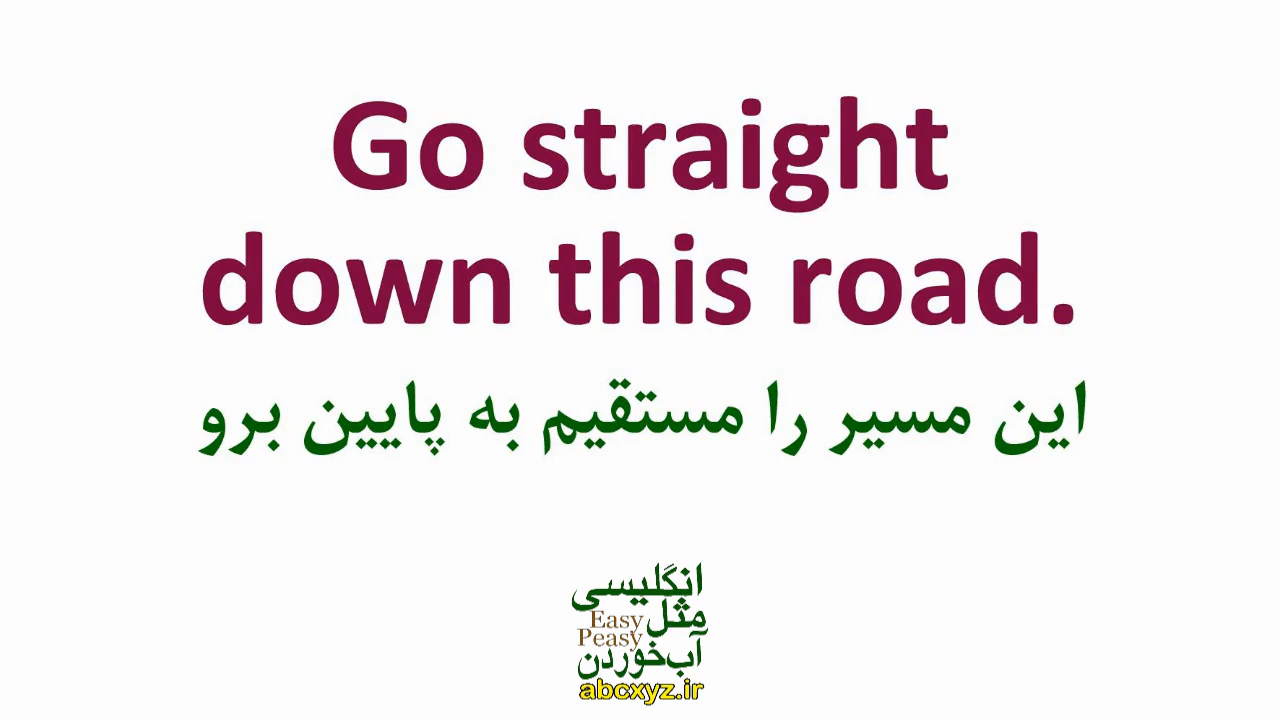 Go straight
down this road.
این مسیر را مستقیم به پایین برو
انگلیسی
مثل
Easy
Peasy
آب‌خوردن
abcxyz.ir